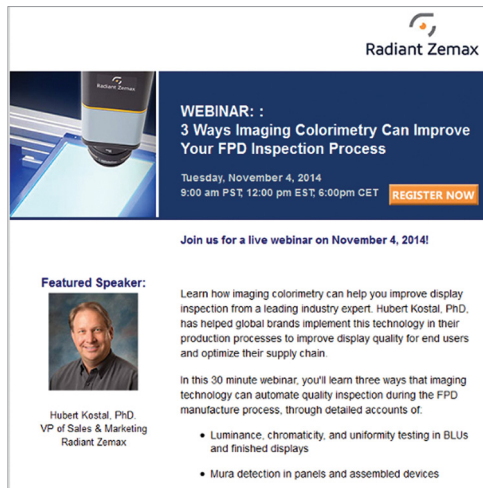 Radiant Zemax
Radiant Zemax
WEBINAR: :
3 Ways Imaging Colorimetry Can Improve
Your FPD Inspection Process
Tuesday, November 4, 2014
9:00 am PST, 12:00 pm EST, 6:00pm CET
REGISTER NOW
Join us for a live webinar on November 4, 2014!
Featured Speaker:
Hubert Kostal, PhD.
VP of Sales & Marketing
Radiant Zemax
Learn how imaging colorimetry can help you improve display
inspection from a leading industry expert. Hubert Kostal, PhD,
has helped global brands implement this technology in their
production processes to improve display quality for end users
and optimize their supply chain.
In this 30 minute webinar, you'll learn three ways that imaging
technology can automate quality inspection during the FPD
manufacture process, through detailed accounts of:
• Luminance, chromaticity, and uniformity testing in BLUs
and finished displays
• Mura detection in panels and assembled devices